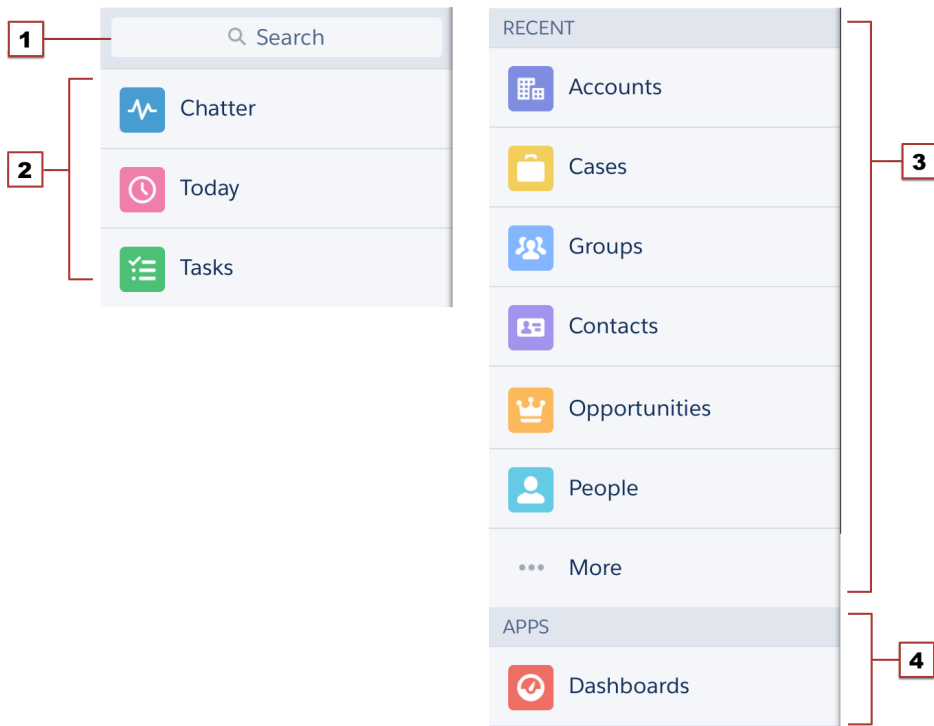 1
Search
2
Chatter
Today
Tasks
RECENT
Accounts
Cases
Groups
Contacts
Opportunities
People
More
3
APPS
Dashboards
4